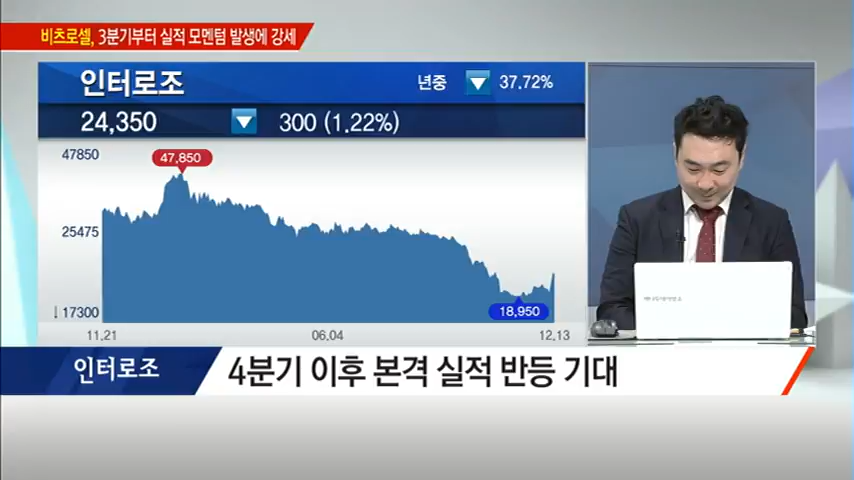 비츠로셀, 3분기부터 실적 모멘텀 발생에 강세
인터로조
년중 ▼ 37.72%
24,350 ▼ 300 (1.22%)
47850
47,850
25475
↓17300
18,950
11.21 06.04 12.13
인터로조
4분기 이후 본격 실적 반등 기대